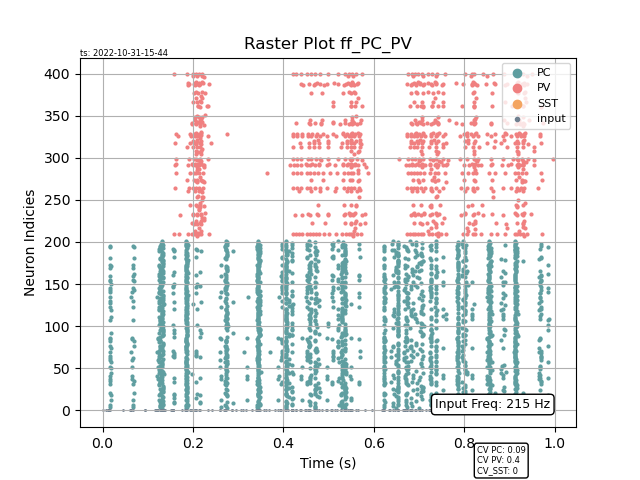 ts: 2022-10-31-15-44
Raster Plot ff_PC_PV
400
350
300
250
200
150
100
50
0
Neuron Indicies
PC
PV
SST
input
Input Freq: 215 Hz
0.0 0.2 0.4 0.6 0.8 1.0
Time (s)
CV PC: 0.09
CV PV: 0.4
CV_SST: 0